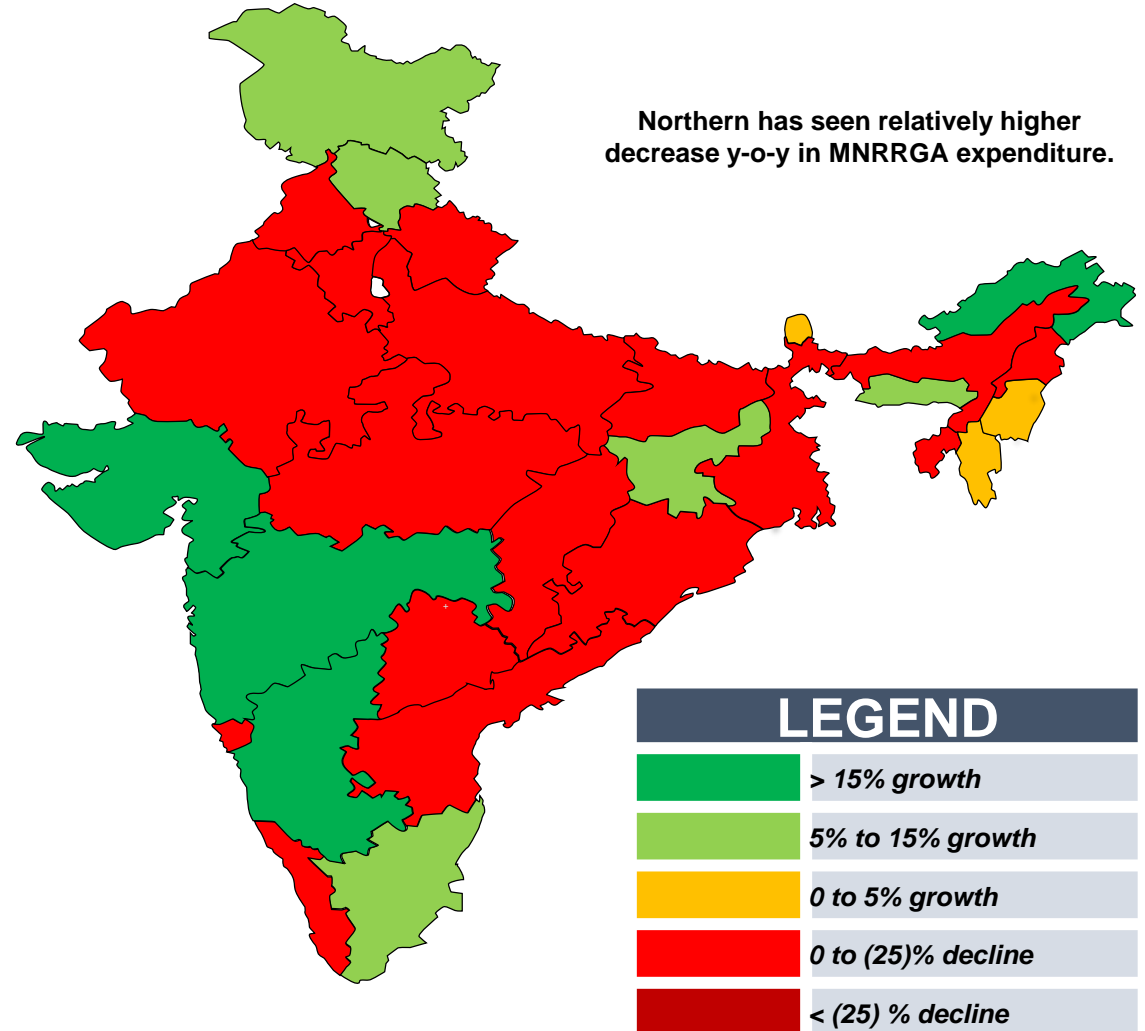 Northern has seen relatively higher
decrease y-o-y in MNRRGA expenditure.
LEGEND
> 15% growth
5% to 15% growth
0 to 5% growth
0 to (25)% decline
< (25) % decline